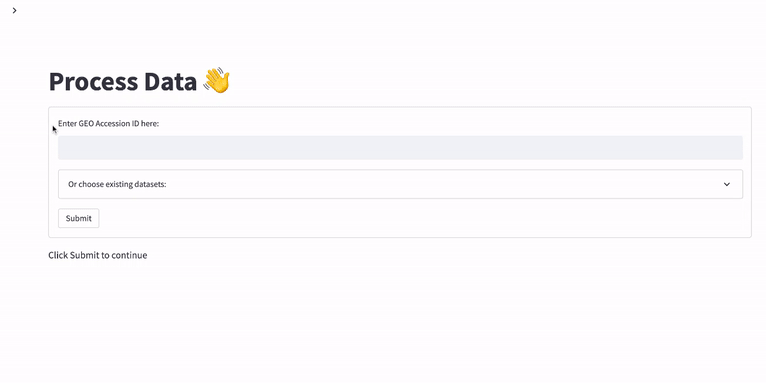 Process Data 👋
Enter GEO Accession ID here:
Or choose existing datasets:
Submit
Click Submit to continue